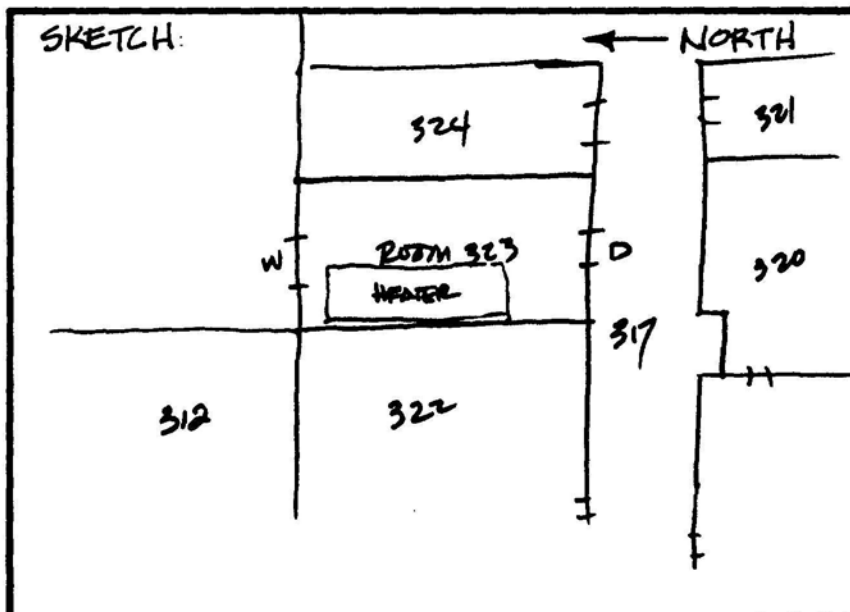 SKETCH:
NORTH
324
321
W
ROOM 323
D
320
HEATER
317
312
322